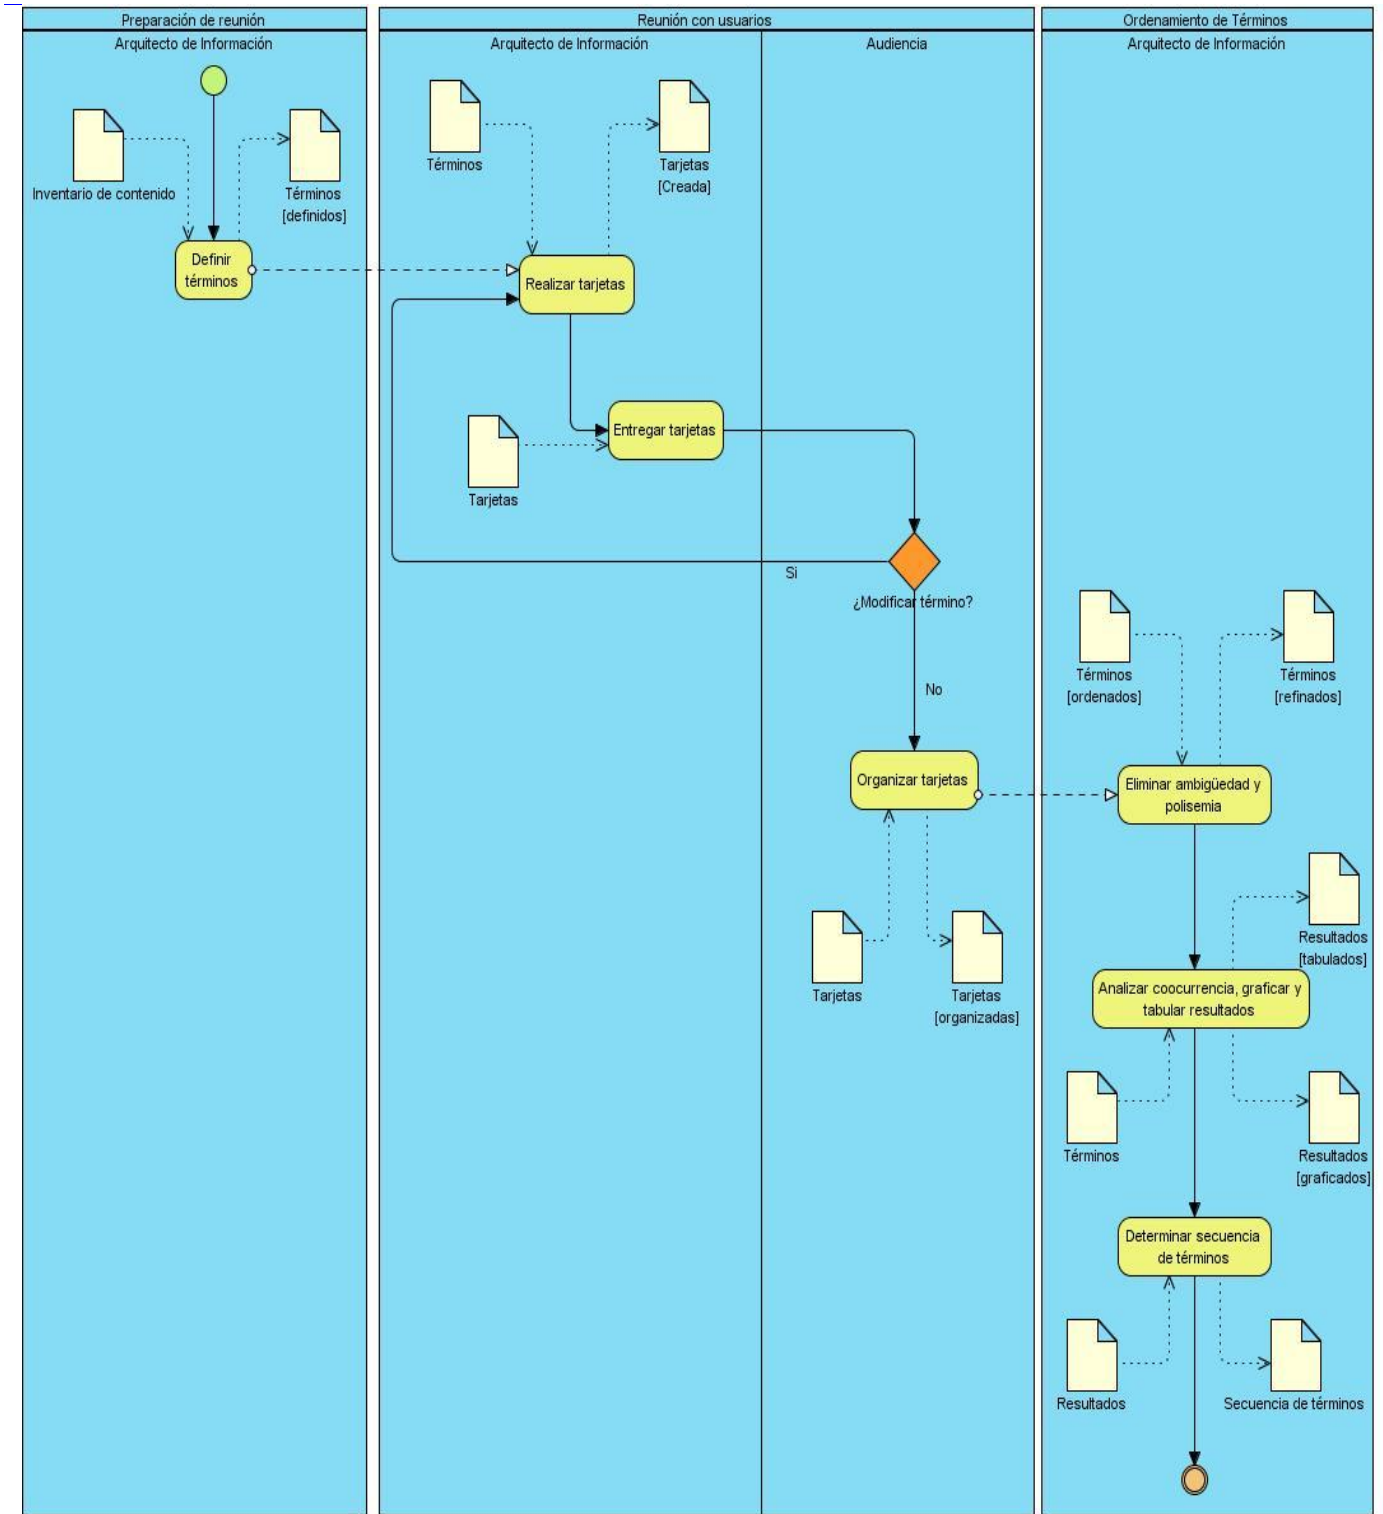 Preparación de reunión
Arquitecto de Información
Inventario de contenido
Términos
[definidos]
Definir
términos
Reunión con usuarios
Arquitecto de Información
Audiencia
Términos
Tarjetas
[Creada]
Realizar tarjetas
Entregar tarjetas
Tarjetas
Si
¿Modificar término?
No
Organizar tarjetas
Tarjetas
Tarjetas
[organizadas]
Ordenamiento de Términos
Arquitecto de Información
Términos
[ordenados]
Términos
[refinados]
Eliminar ambigüedad y
polisemia
Resultados
[tabulados]
Analizar coocurrencia, graficar y
tabular resultados
Términos
Resultados
[graficados]
Determinar secuencia
de términos
Resultados
Secuencia de términos